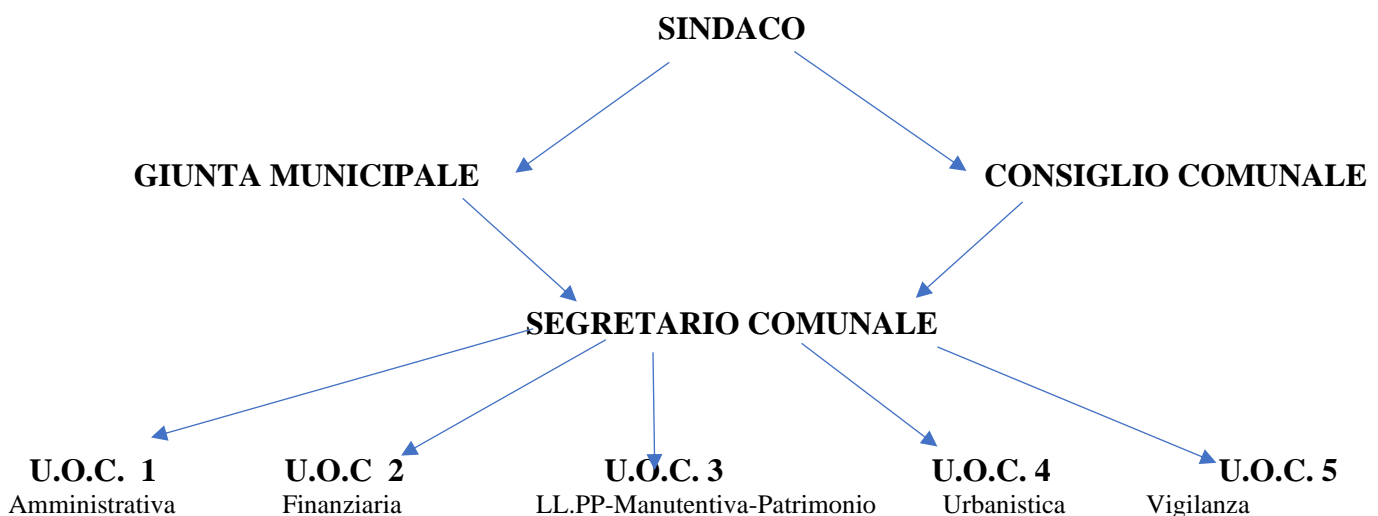 SINDACO
GIUNTA MUNICIPALE CONSIGLIO COMUNALE
SEGRETARIO COMUNALE
U.O.C. 1 U.O.C 2 U.O.C. 3 U.O.C. 4 U.O.C. 5
Amministrativa Finanziaria LL.PP-Manutentiva-Patrimonio Urbanistica Vigilanza